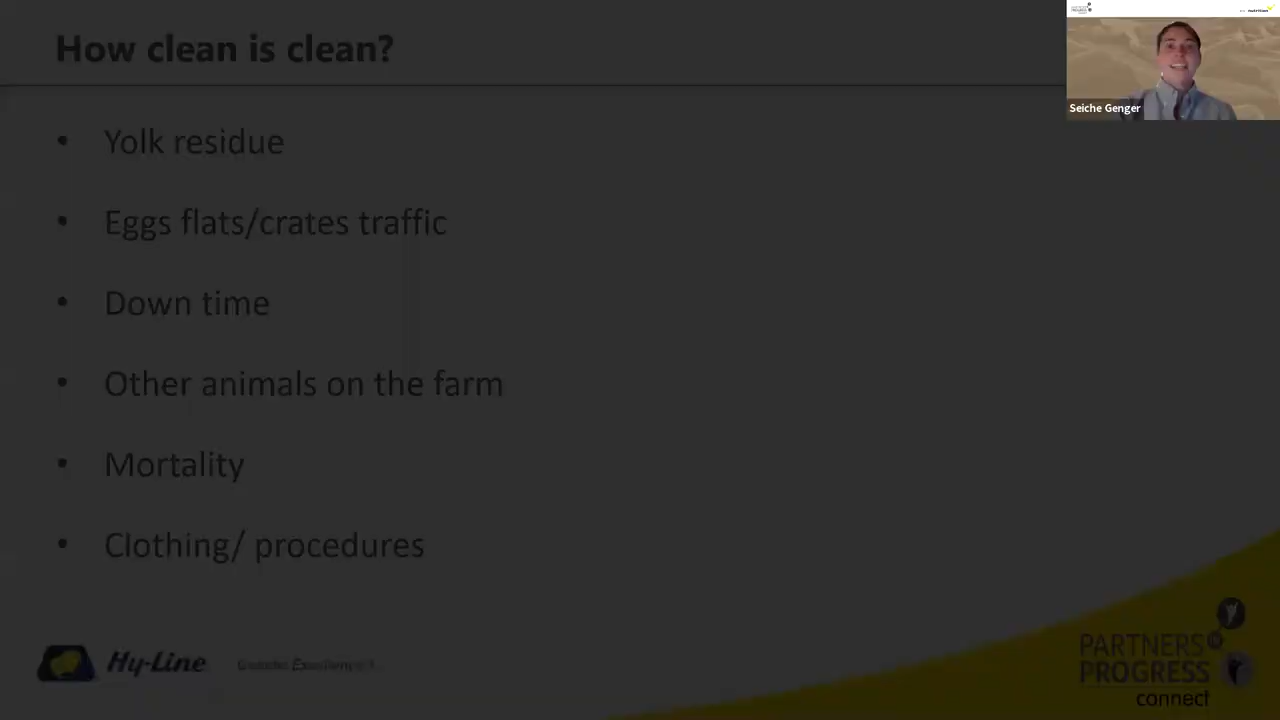 How clean is clean?
Seiche Genger
• Yolk residue
• Eggs flats/crates traffic
• Down time
• Other animals on the farm
• Mortality
• Clothing/ procedures
Hy-Line
PARTNERS IN
PROGRESS
connect